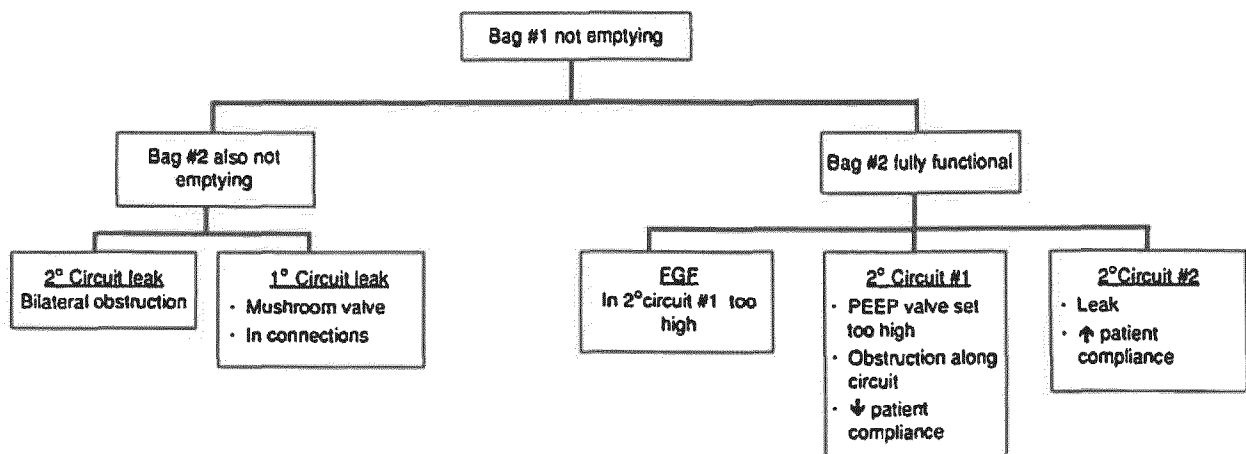 Bag #1 not emptying
Bag #2 also not
emptying
Bag #2 fully functional
2° Circuit leak
Bilateral obstruction
1° Circuit leak
· Mushroom valve
· In connections
FGF
In 2°circuit #1 too
high
2° Circuit #1
· PEEP valve set
too high
· Obstruction along
circuit
· ↓ patient
compliance
2°Circuit #2
· Leak
· ↑ patient
compliance